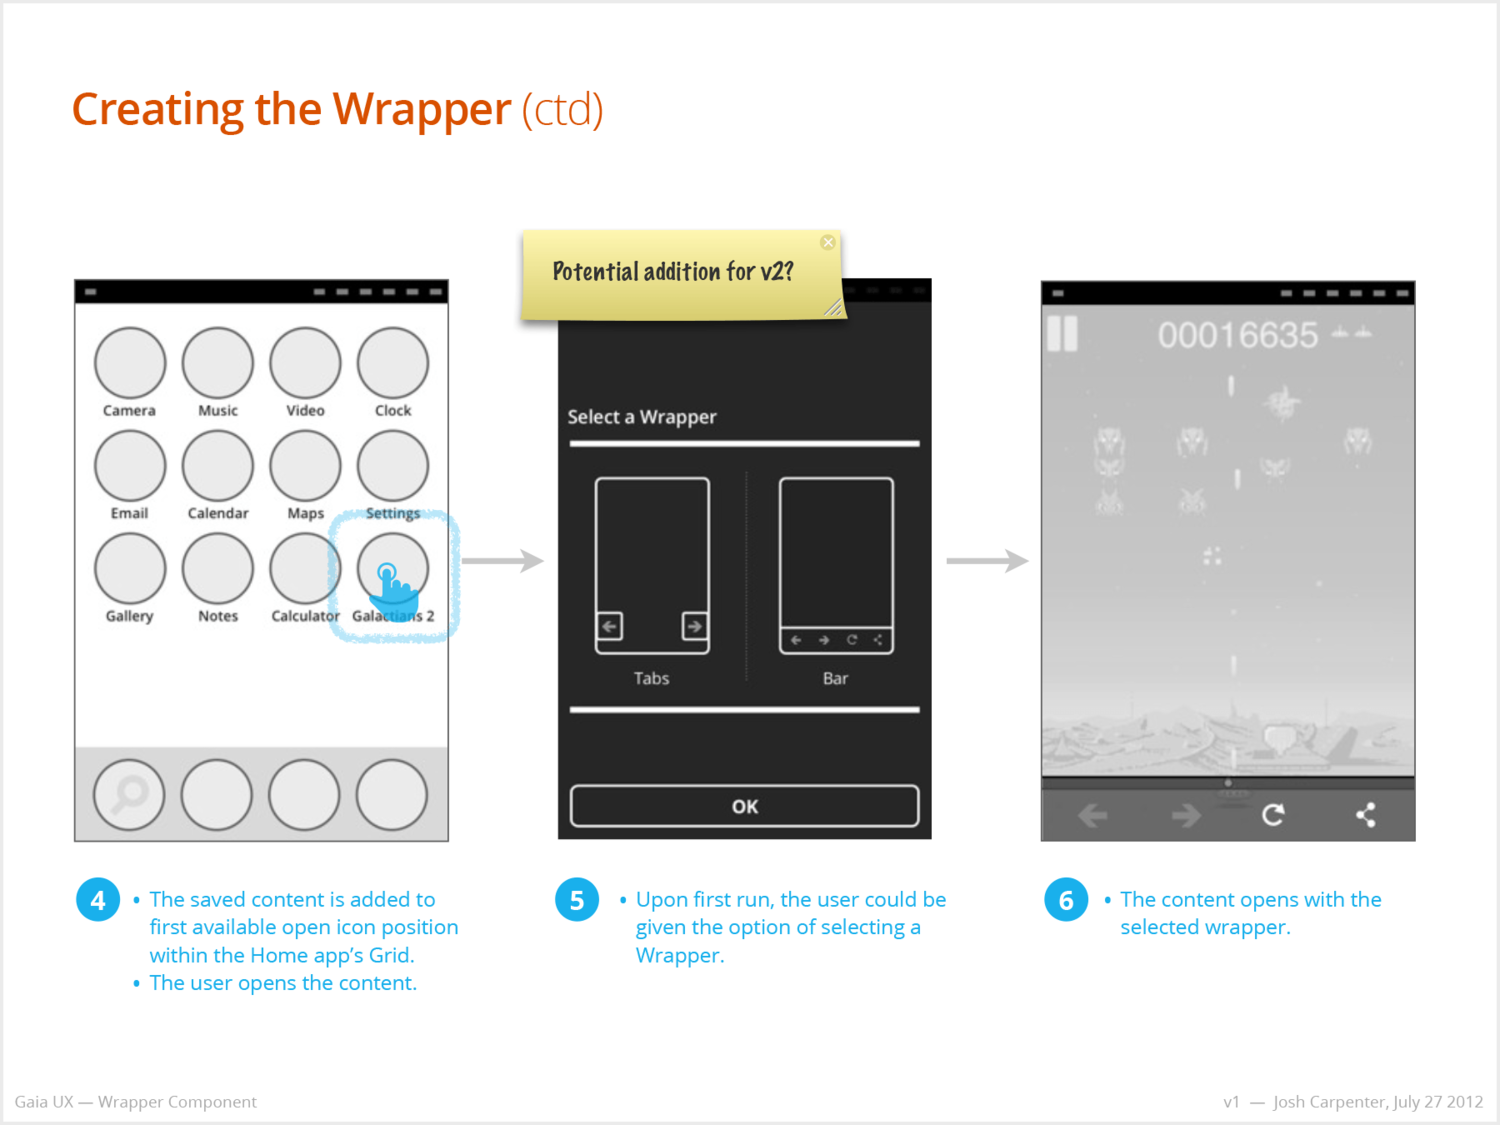 Creating the Wrapper (ctd)
Potential addition for v2?
Camera Music Video Clock
Email Calendar Maps Settings
Gallery Notes Calculator Galactians 2
Select a Wrapper
Tabs Bar
OK
00016635
4
• The saved content is added to
first available open icon position
within the Home app’s Grid.
• The user opens the content.
5
• Upon first run, the user could be
given the option of selecting a
Wrapper.
6
• The content opens with the
selected wrapper.
Gaia UX — Wrapper Component
v1 — Josh Carpenter, July 27 2012